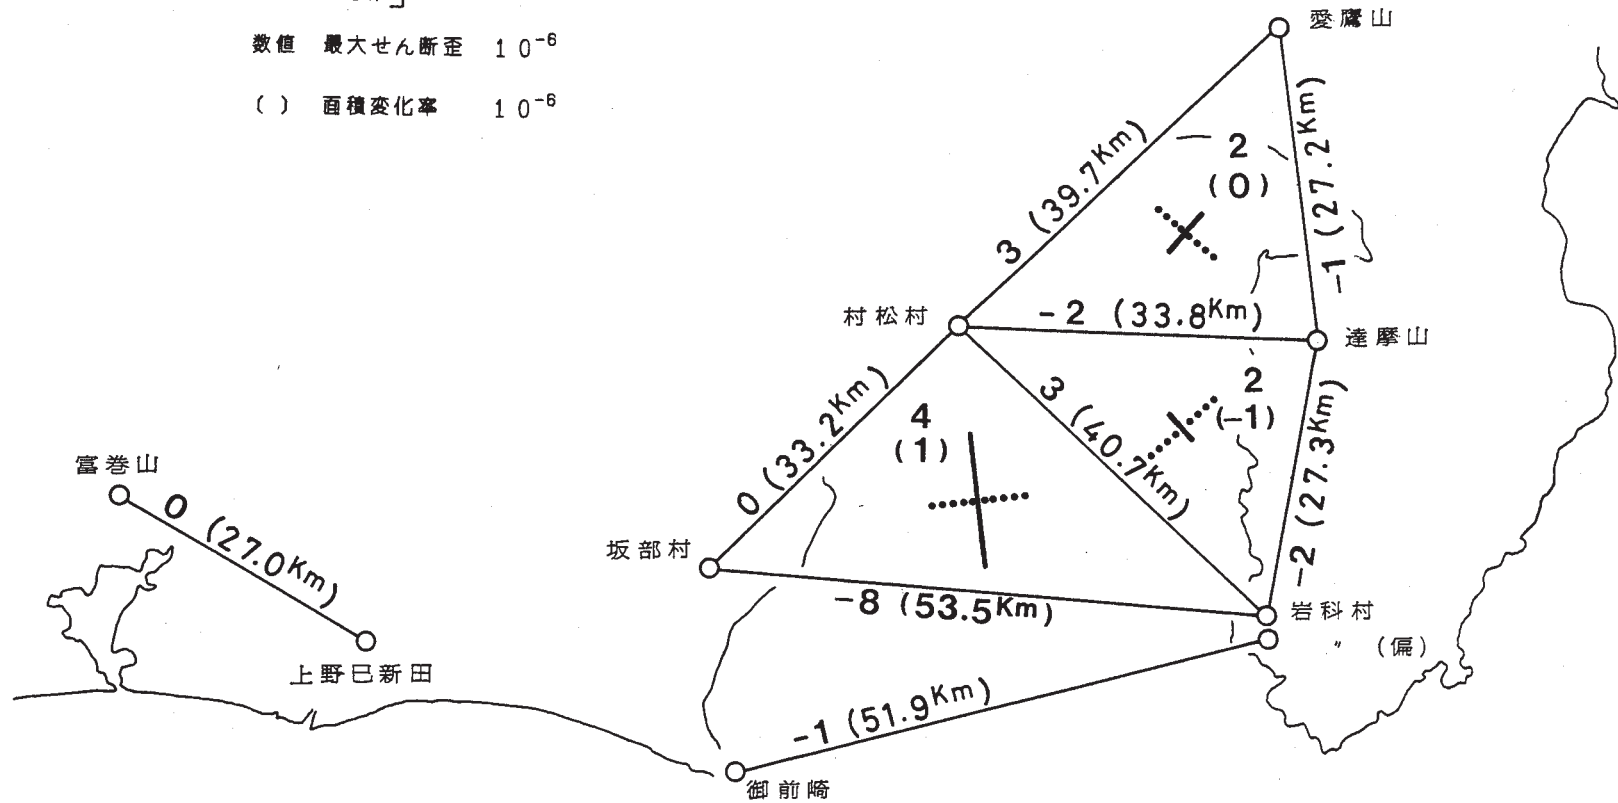 数値 最大せん断歪 10⁻⁶
( ) 面積変化率 10⁻⁶
愛鷹山
3 (39.7Km)
2
(0)
-1 (27.2Km)
村松村
-2 (33.8Km)
達摩山
0 (33.2Km)
4
(1)
3 (40.7Km)
2
(-1)
-2 (27.3Km)
富巻山
0 (27.0Km)
上野巳新田
坂部村
-8 (53.5Km)
岩科村
〃 (偏)
-1 (51.9Km)
御前崎